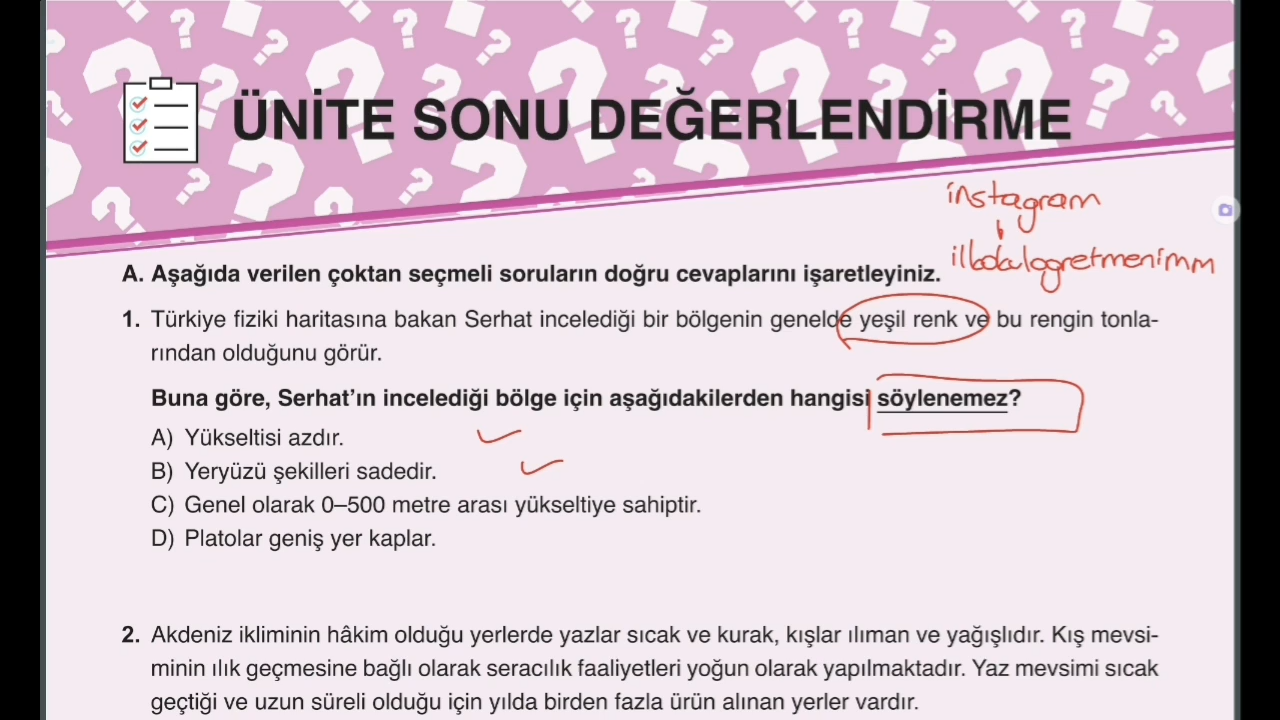 ÜNİTE SONU DEĞERLENDİRME
instagram
ilkokulogretmenimm
A. Aşağıda verilen çoktan seçmeli soruların doğru cevaplarını işaretleyiniz.
1. Türkiye fiziki haritasına bakan Serhat incelediği bir bölgenin genelde yeşil renk ve bu rengin tonla-
rından olduğunu görür.
Buna göre, Serhat’ın incelediği bölge için aşağıdakilerden hangisi söylenemez?
A) Yükseltisi azdır.
B) Yeryüzü şekilleri sadedir.
C) Genel olarak 0–500 metre arası yükseltiye sahiptir.
D) Platolar geniş yer kaplar.
2. Akdeniz ikliminin hâkim olduğu yerlerde yazlar sıcak ve kurak, kışlar ılıman ve yağışlıdır. Kış mevsi-
minin ılık geçmesine bağlı olarak seracılık faaliyetleri yoğun olarak yapılmaktadır. Yaz mevsimi sıcak
geçtiği ve uzun süreli olduğu için yılda birden fazla ürün alınan yerler vardır.